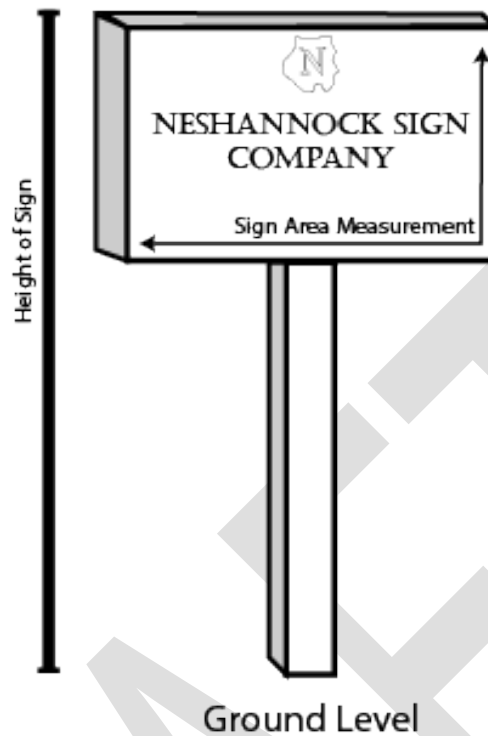 N
NESHANNOCK SIGN
COMPANY
Sign Area Measurement
Height of Sign
Ground Level